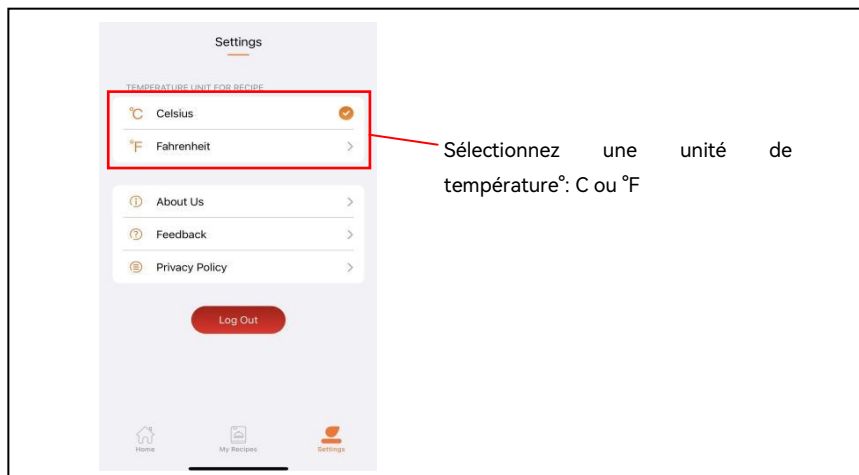 Settings
TEMPERATURE UNIT FOR RECIPE
°C Celsius
°F Fahrenheit
Sélectionnez une unité de
température°: C ou °F
About Us
Feedback
Privacy Policy
Log Out
Home My Recipes Settings